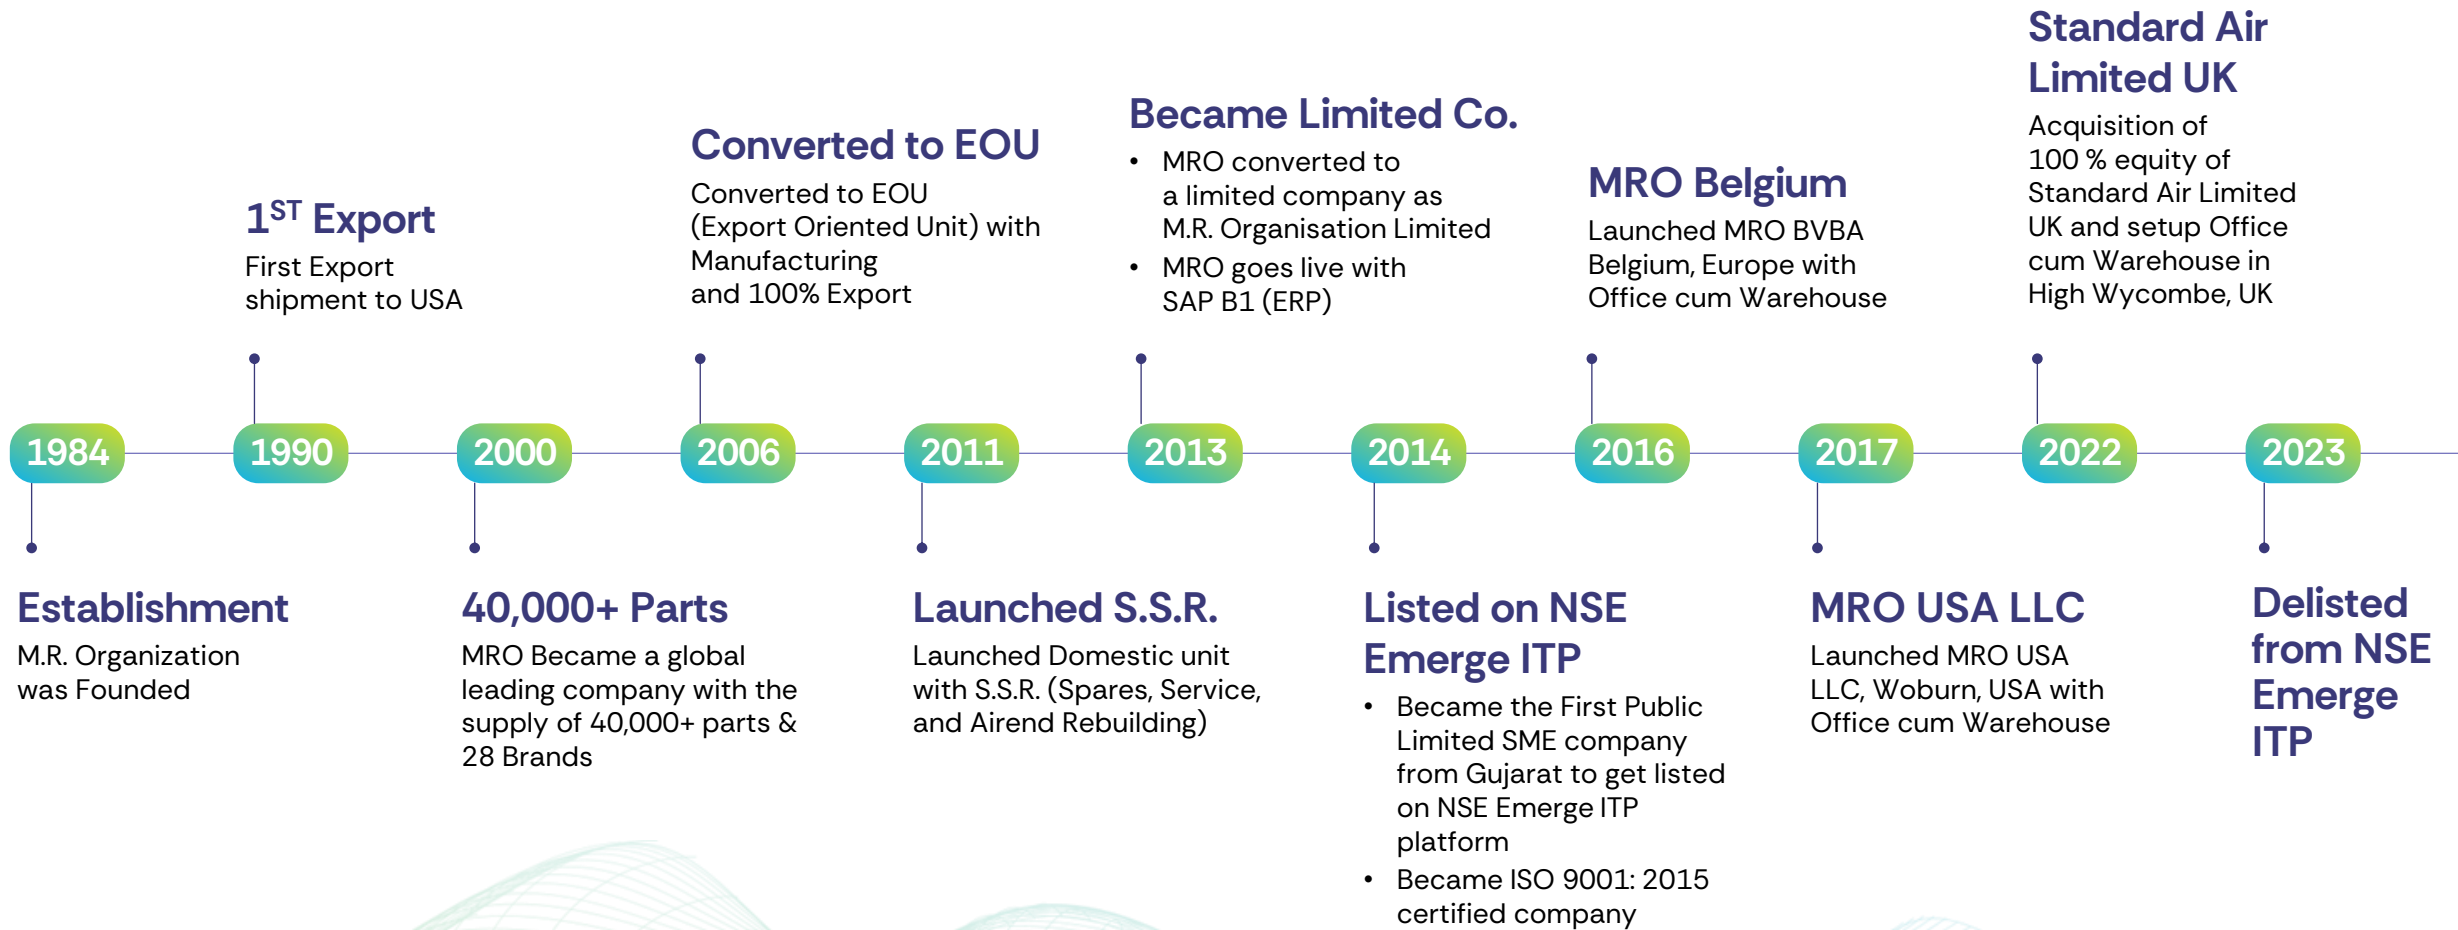 Standard Air
Limited UK
Acquisition of
100 % equity of
Standard Air Limited
UK and setup Office
cum Warehouse in
High Wycombe, UK
Became Limited Co.
• MRO converted to
a limited company as
M.R. Organisation Limited
• MRO goes live with
SAP B1 (ERP)
Converted to EOU
Converted to EOU
(Export Oriented Unit) with
Manufacturing
and 100% Export
MRO Belgium
Launched MRO BVBA
Belgium, Europe with
Office cum Warehouse
1ST Export
First Export
shipment to USA
1984
1990
2000
2006
2011
2013
2014
2016
2017
2022
2023
Establishment
M.R. Organization
was Founded
40,000+ Parts
MRO Became a global
leading company with the
supply of 40,000+ parts &
28 Brands
Launched S.S.R.
Launched Domestic unit
with S.S.R. (Spares, Service,
and Airend Rebuilding)
Listed on NSE
Emerge ITP
• Became the First Public
Limited SME company
from Gujarat to get listed
on NSE Emerge ITP
platform
• Became ISO 9001: 2015
certified company
MRO USA LLC
Launched MRO USA
LLC, Woburn, USA with
Office cum Warehouse
Delisted
from NSE
Emerge
ITP